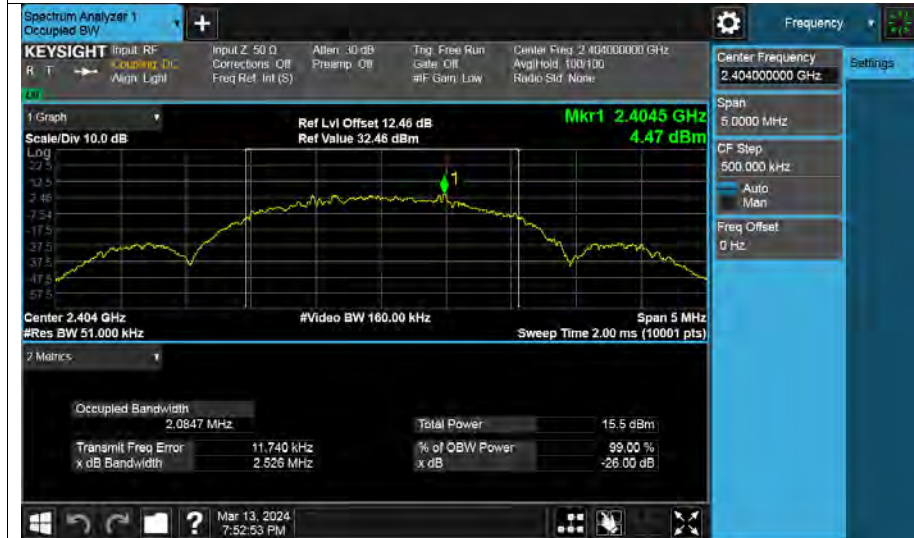 Spectrum Analyzer 1
Occupied BW
+
Frequency
KEYSIGHT
R T
Input: RF
Coupling: DC
Align: Light
Input Z: 50 Ω
Corrections: Off
Freq Ref: Int (S)
Atten: 30 dB
Preamp: Off
Trig: Free Run
Gate: Off
#IF Gain: Low
Center Freq: 2.404000000 GHz
Avg|Hold: 100/100
Radio Std: None
Center Frequency
2.404000000 GHz
Settings
Span
5.0000 MHz
CF Step
500.000 kHz
Auto
Man
Freq Offset
0 Hz
1 Graph
Scale/Div 10.0 dB
Ref Lvl Offset 12.46 dB
Ref Value 32.46 dBm
Mkr1 2.4045 GHz
4.47 dBm
Log
22.5
12.5
2.46
-7.54
-17.5
-27.5
-37.5
-47.5
-57.5
1
Center 2.404 GHz
#Res BW 51.000 kHz
#Video BW 160.00 kHz
Span 5 MHz
Sweep Time 2.00 ms (10001 pts)
2 Metrics
Occupied Bandwidth
2.0847 MHz
Total Power 15.5 dBm
Transmit Freq Error 11.740 kHz
% of OBW Power 99.00 %
x dB Bandwidth 2.526 MHz
x dB -26.00 dB
?
Mar 13, 2024
7:52:53 PM